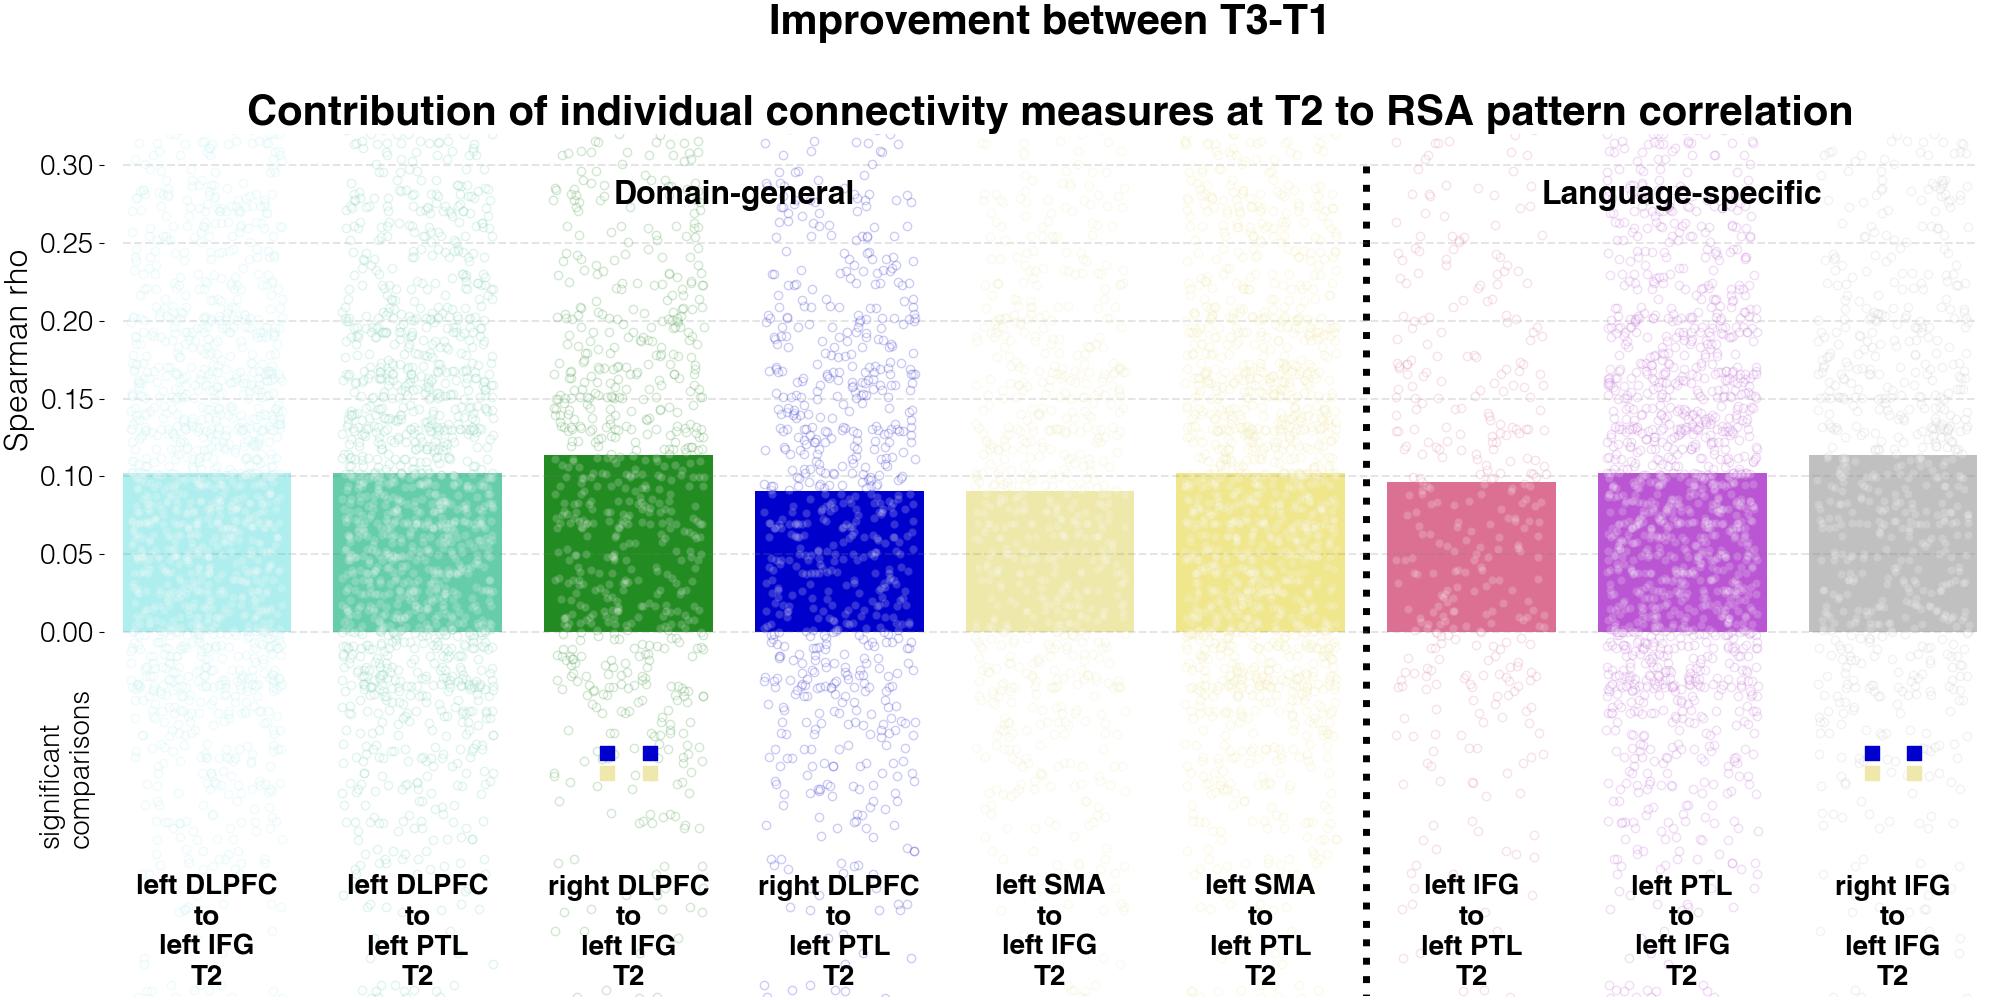 Improvement between T3-T1
Contribution of individual connectivity measures at T2 to RSA pattern correlation
0.30
0.25
0.20
0.15
0.10
0.05
0.00
Spearman rho
significant
comparisons
Domain-general
Language-specific
left DLPFC
to
left IFG
T2
left DLPFC
to
left PTL
T2
right DLPFC
to
left IFG
T2
right DLPFC
to
left PTL
T2
left SMA
to
left IFG
T2
left SMA
to
left PTL
T2
left IFG
to
left PTL
T2
left PTL
to
left IFG
T2
right IFG
to
left IFG
T2